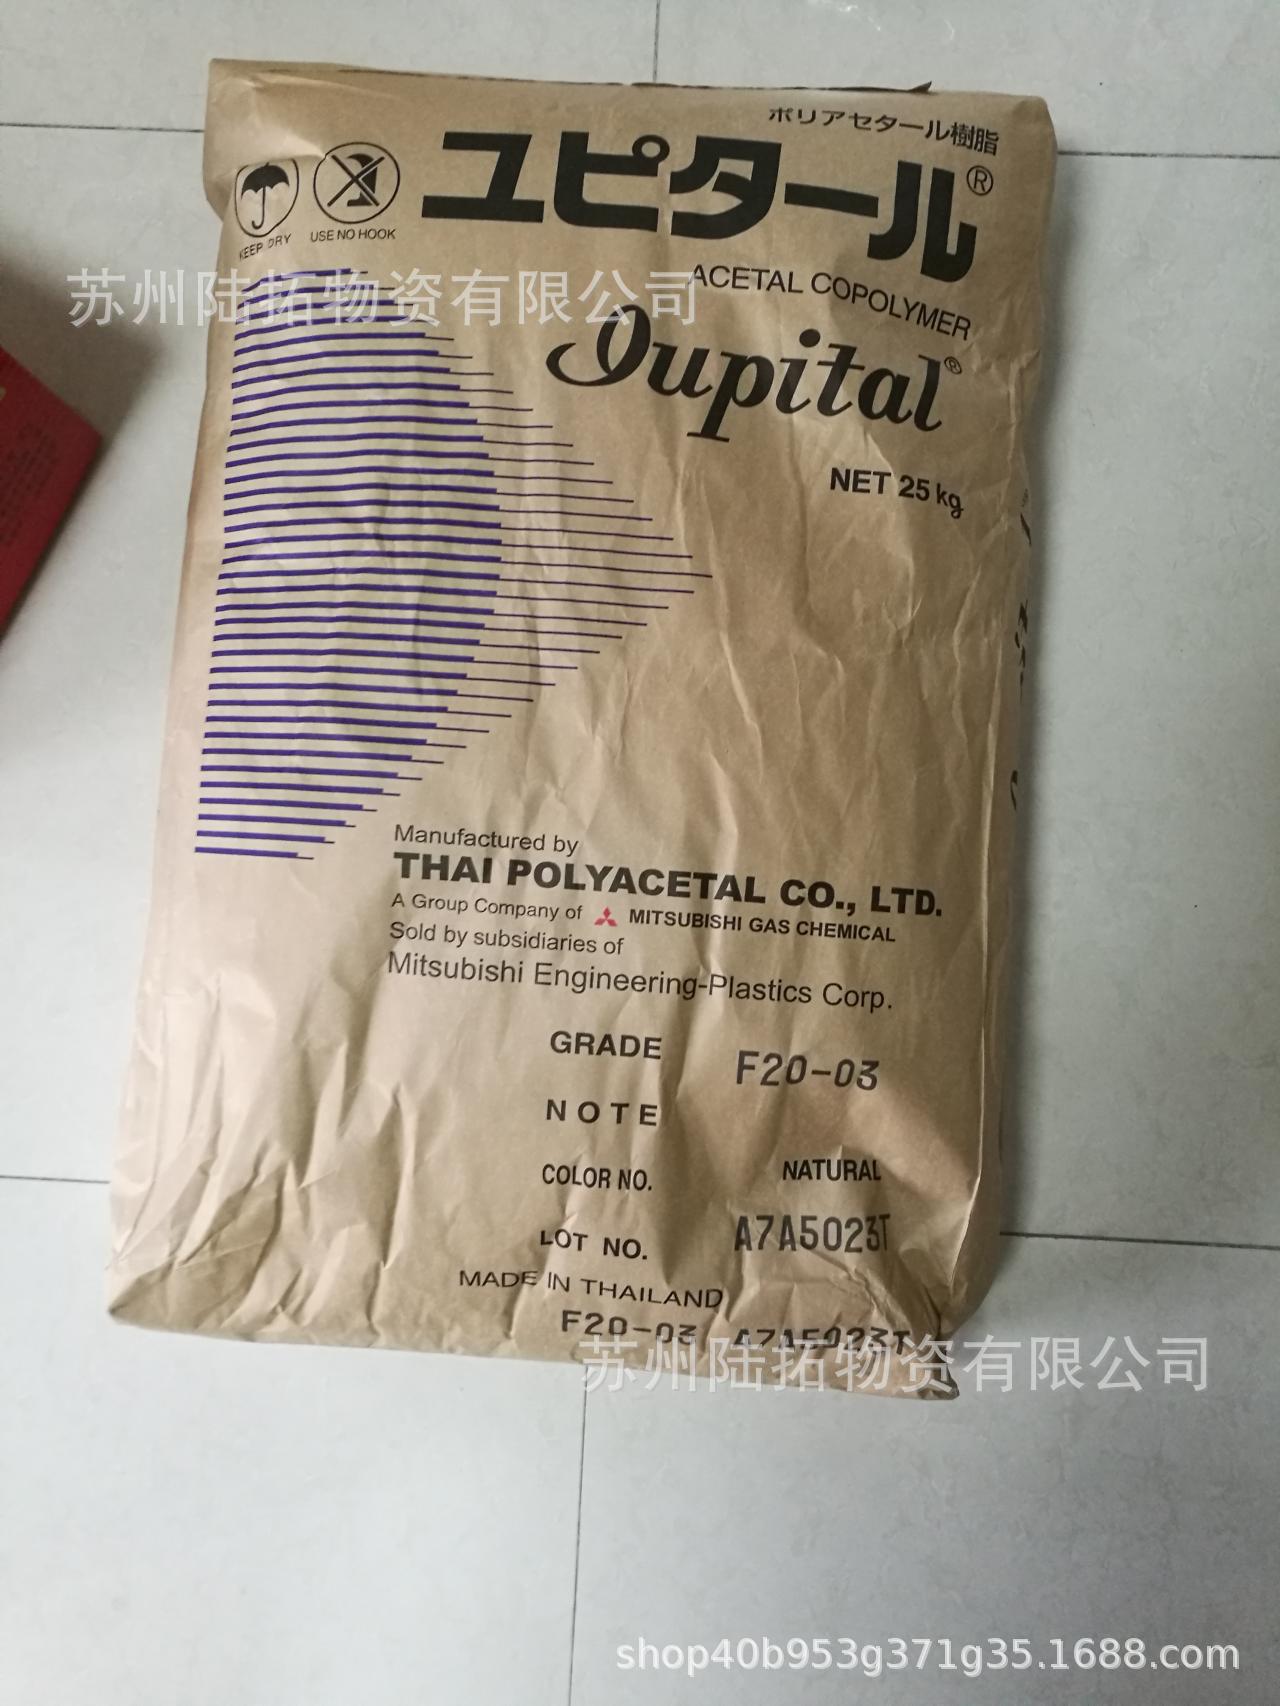 ポリアセタール樹脂
ユピタール®
KEEP DRY
USE NO HOOK
ACETAL COPOLYMER
苏州陆拓物资有限公司
Iupital®
NET 25 kg
Manufactured by
THAI POLYACETAL CO., LTD.
A Group Company of MITSUBISHI GAS CHEMICAL
Sold by subsidiaries of
Mitsubishi Engineering-Plastics Corp.
GRADE F20-03
NOTE
COLOR NO. NATURAL
LOT NO. A7A5023T
MADE IN THAILAND
F20-03 A7A5023T
苏州陆拓物资有限公司
shop40b953g371g35.1688.com